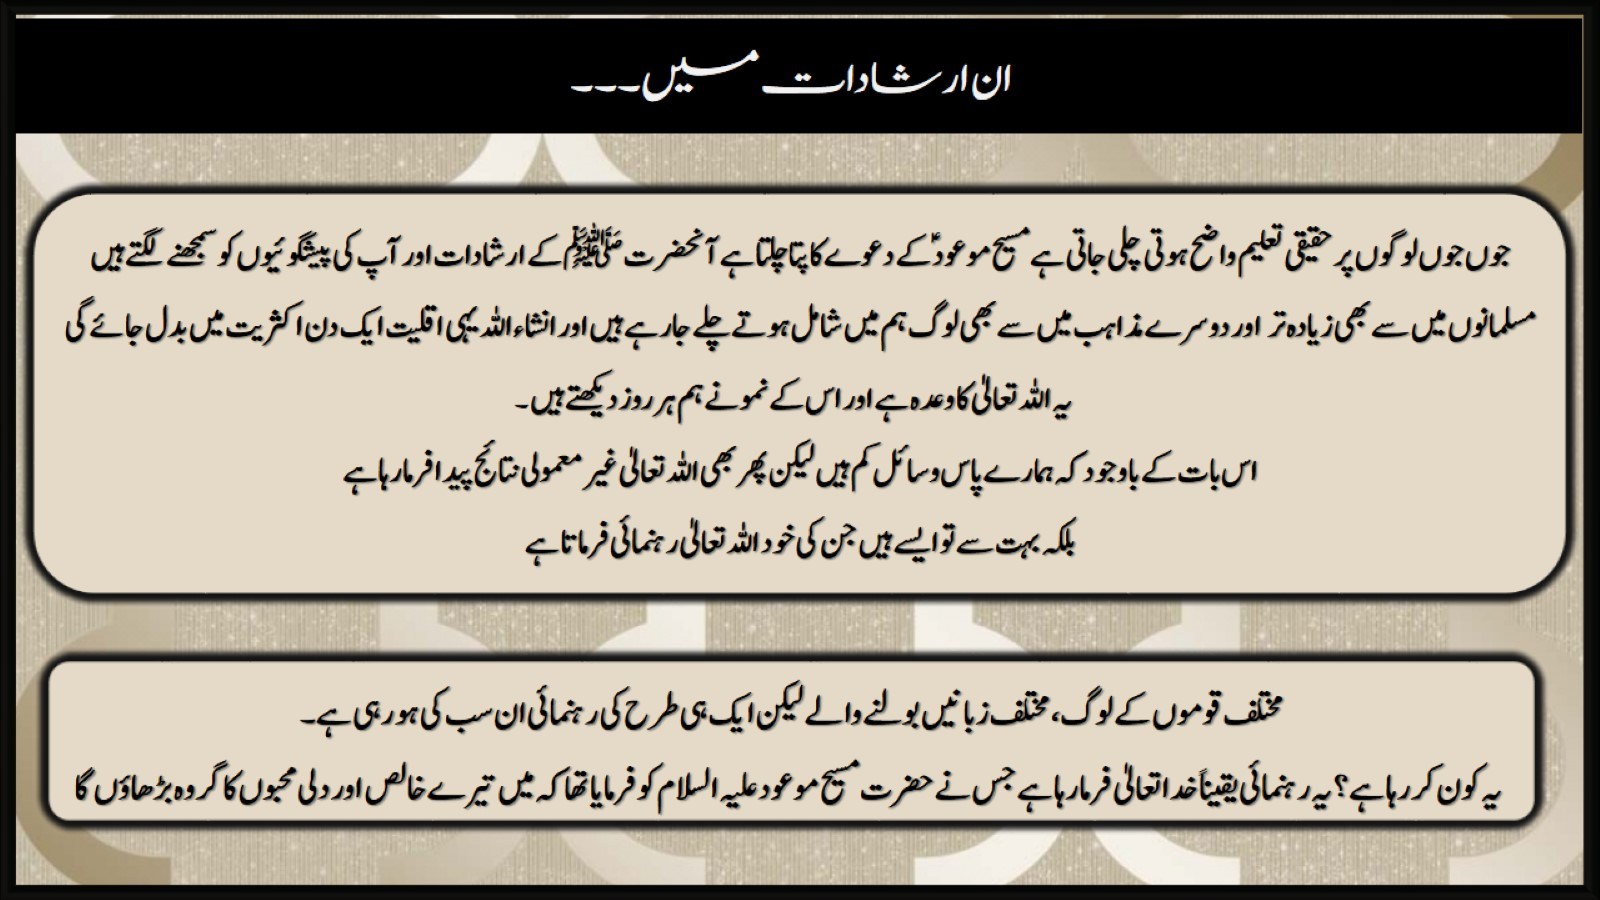 ان ارشادات میں۔۔۔
جوں جوں لوگوں پر حقیقی تعلیم واضح ہوتی چلی جاتی ہے مسیح موعودؑ کے دعوے کا پتا چلتا ہے آنحضرت ﷺ کے ارشادات اور آپ کی پیشگوئیوں کو سمجھنے لگتے ہیں
مسلمانوں میں سے بھی زیادہ تر اور دوسرے مذاہب میں سے بھی لوگ ہم میں شامل ہوتے چلے جارہے ہیں اور انشاء اللہ یہی اقلیت ایک دن اکثریت میں بدل جائے گی
یہ اللہ تعالیٰ کا وعدہ ہے اور اس کے نمونے ہم ہر روز دیکھتے ہیں۔
اس بات کے باوجود کہ ہمارے پاس وسائل کم ہیں لیکن پھر بھی اللہ تعالیٰ غیر معمولی نتائج پیدا فرمارہا ہے
بلکہ بہت سے تو ایسے ہیں جن کی خود اللہ تعالیٰ رہنمائی فرماتا ہے
مختلف قوموں کے لوگ، مختلف زبانیں بولنے والے لیکن ایک ہی طرح کی رہنمائی ان سب کی ہو رہی ہے۔
یہ کون کر رہا ہے؟ یہ رہنمائی یقیناً خدا تعالیٰ فرمارہا ہے جس نے حضرت مسیح موعود علیہ السلام کو فرمایا تھا کہ میں تیرے خالص اور دلی محبوں کا گروہ بڑھاؤں گا